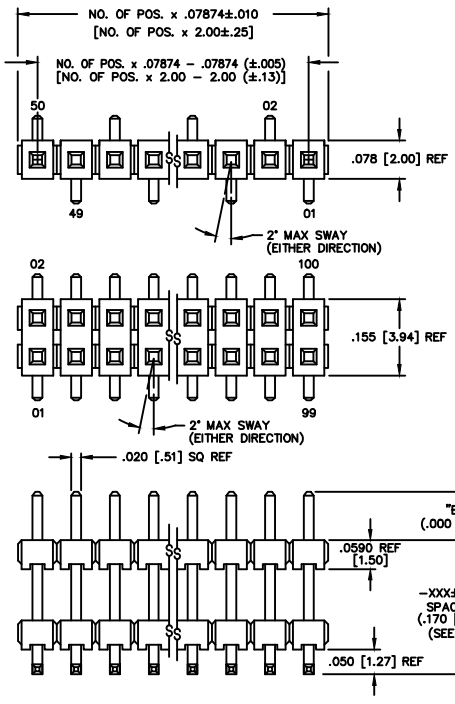 NO. OF POS. x .07874±.010
[NO. OF POS. x 2.00±.25]
NO. OF POS. x .07874 - .07874 (±.005)
[NO. OF POS. x 2.00 - 2.00 (±.13)]
50
02
.078 [2.00] REF
S S
49
01
2° MAX SWAY
(EITHER DIRECTION)
02
100
.155 [3.94] REF
S S
S S
01
99
2° MAX SWAY
(EITHER DIRECTION)
.020 [.51] SQ REF
(.000
.0590 REF
[1.50]
S S
-XXX±
(.170
(SEE
S S
.050 [1.27] REF